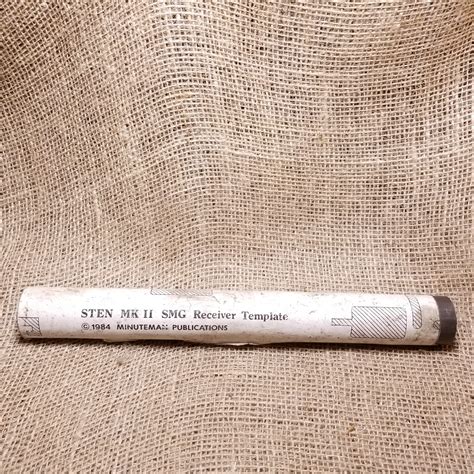 STEN MK II SMG Receiver Template
© 1984 MINUTEMAN PUBLICATIONS